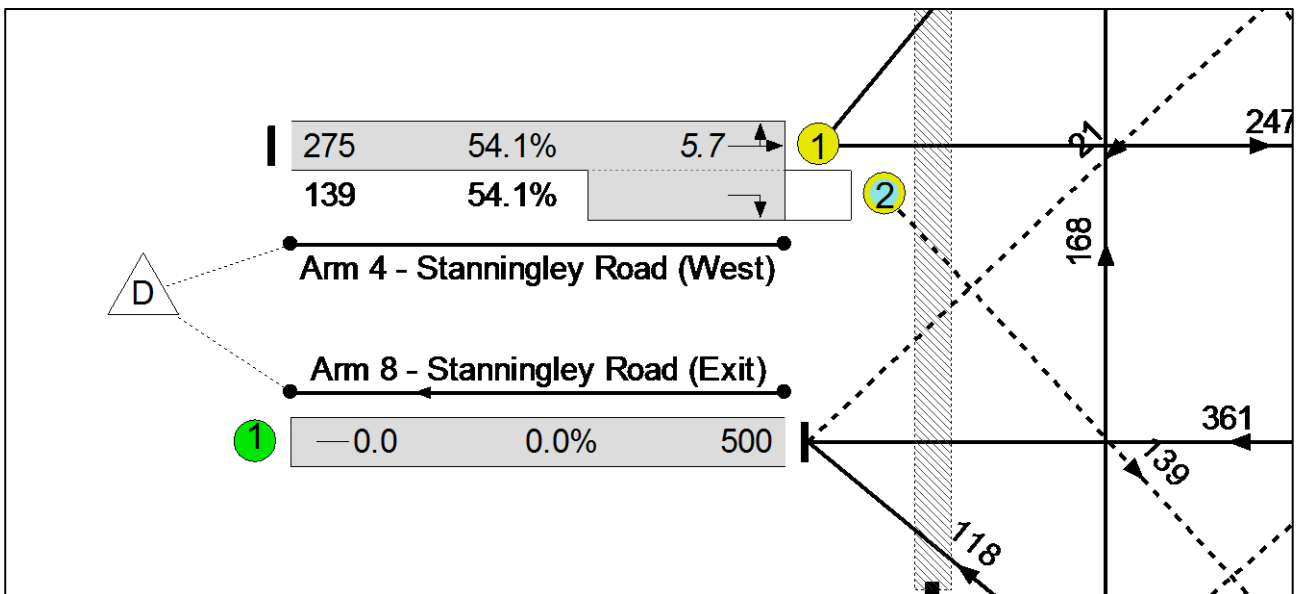 275 54.1% 5.7 1
247
21
139 54.1% 2
168
Arm 4 - Stanningley Road (West)
D
Arm 8 - Stanningley Road (Exit)
1 0.0 0.0% 500
361
139
118